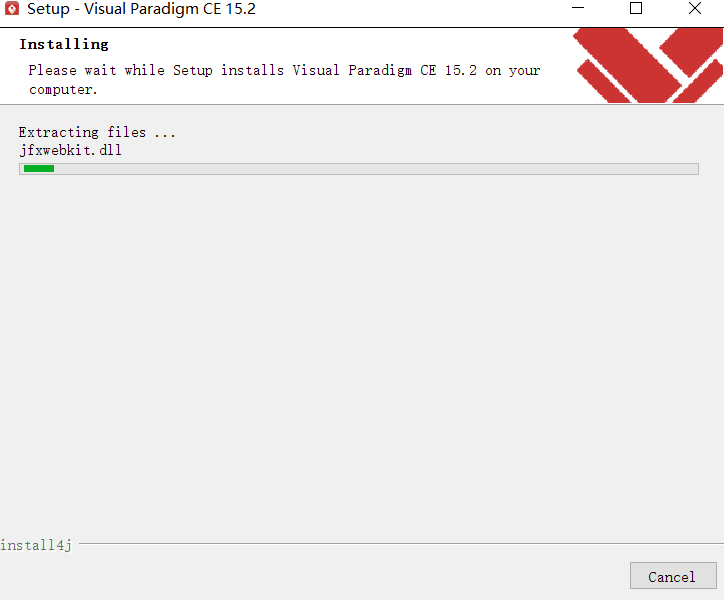 Setup - Visual Paradigm CE 15.2
Installing
Please wait while Setup installs Visual Paradigm CE 15.2 on your
computer.
Extracting files ...
jfxwebkit.dll
install4j
Cancel